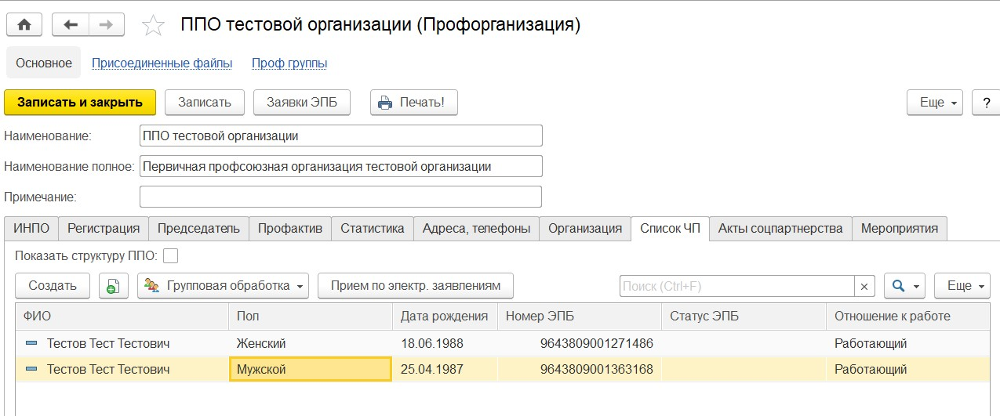 ППО тестовой организации (Профорганизация)
Основное Присоединенные файлы Проф группы
Записать и закрыть Записать Заявки ЭПБ Печать! Еще ?
Наименование: ППО тестовой организации
Наименование полное: Первичная профсоюзная организация тестовой организации
Примечание:
ИНПО Регистрация Председатель Профактив Статистика Адреса, телефоны Организация Список ЧП Акты соцпартнерства Мероприятия
Показать структуру ППО:
Создать Групповая обработка Прием по электр. заявлениям Поиск (Ctrl+F) × Еще
ФИО Пол Дата рождения Номер ЭПБ Статус ЭПБ Отношение к работе
Тестов Тест Тестович Женский 18.06.1988 9643809001271486 Работающий
Тестов Тест Тестович Мужской 25.04.1987 9643809001363168 Работающий